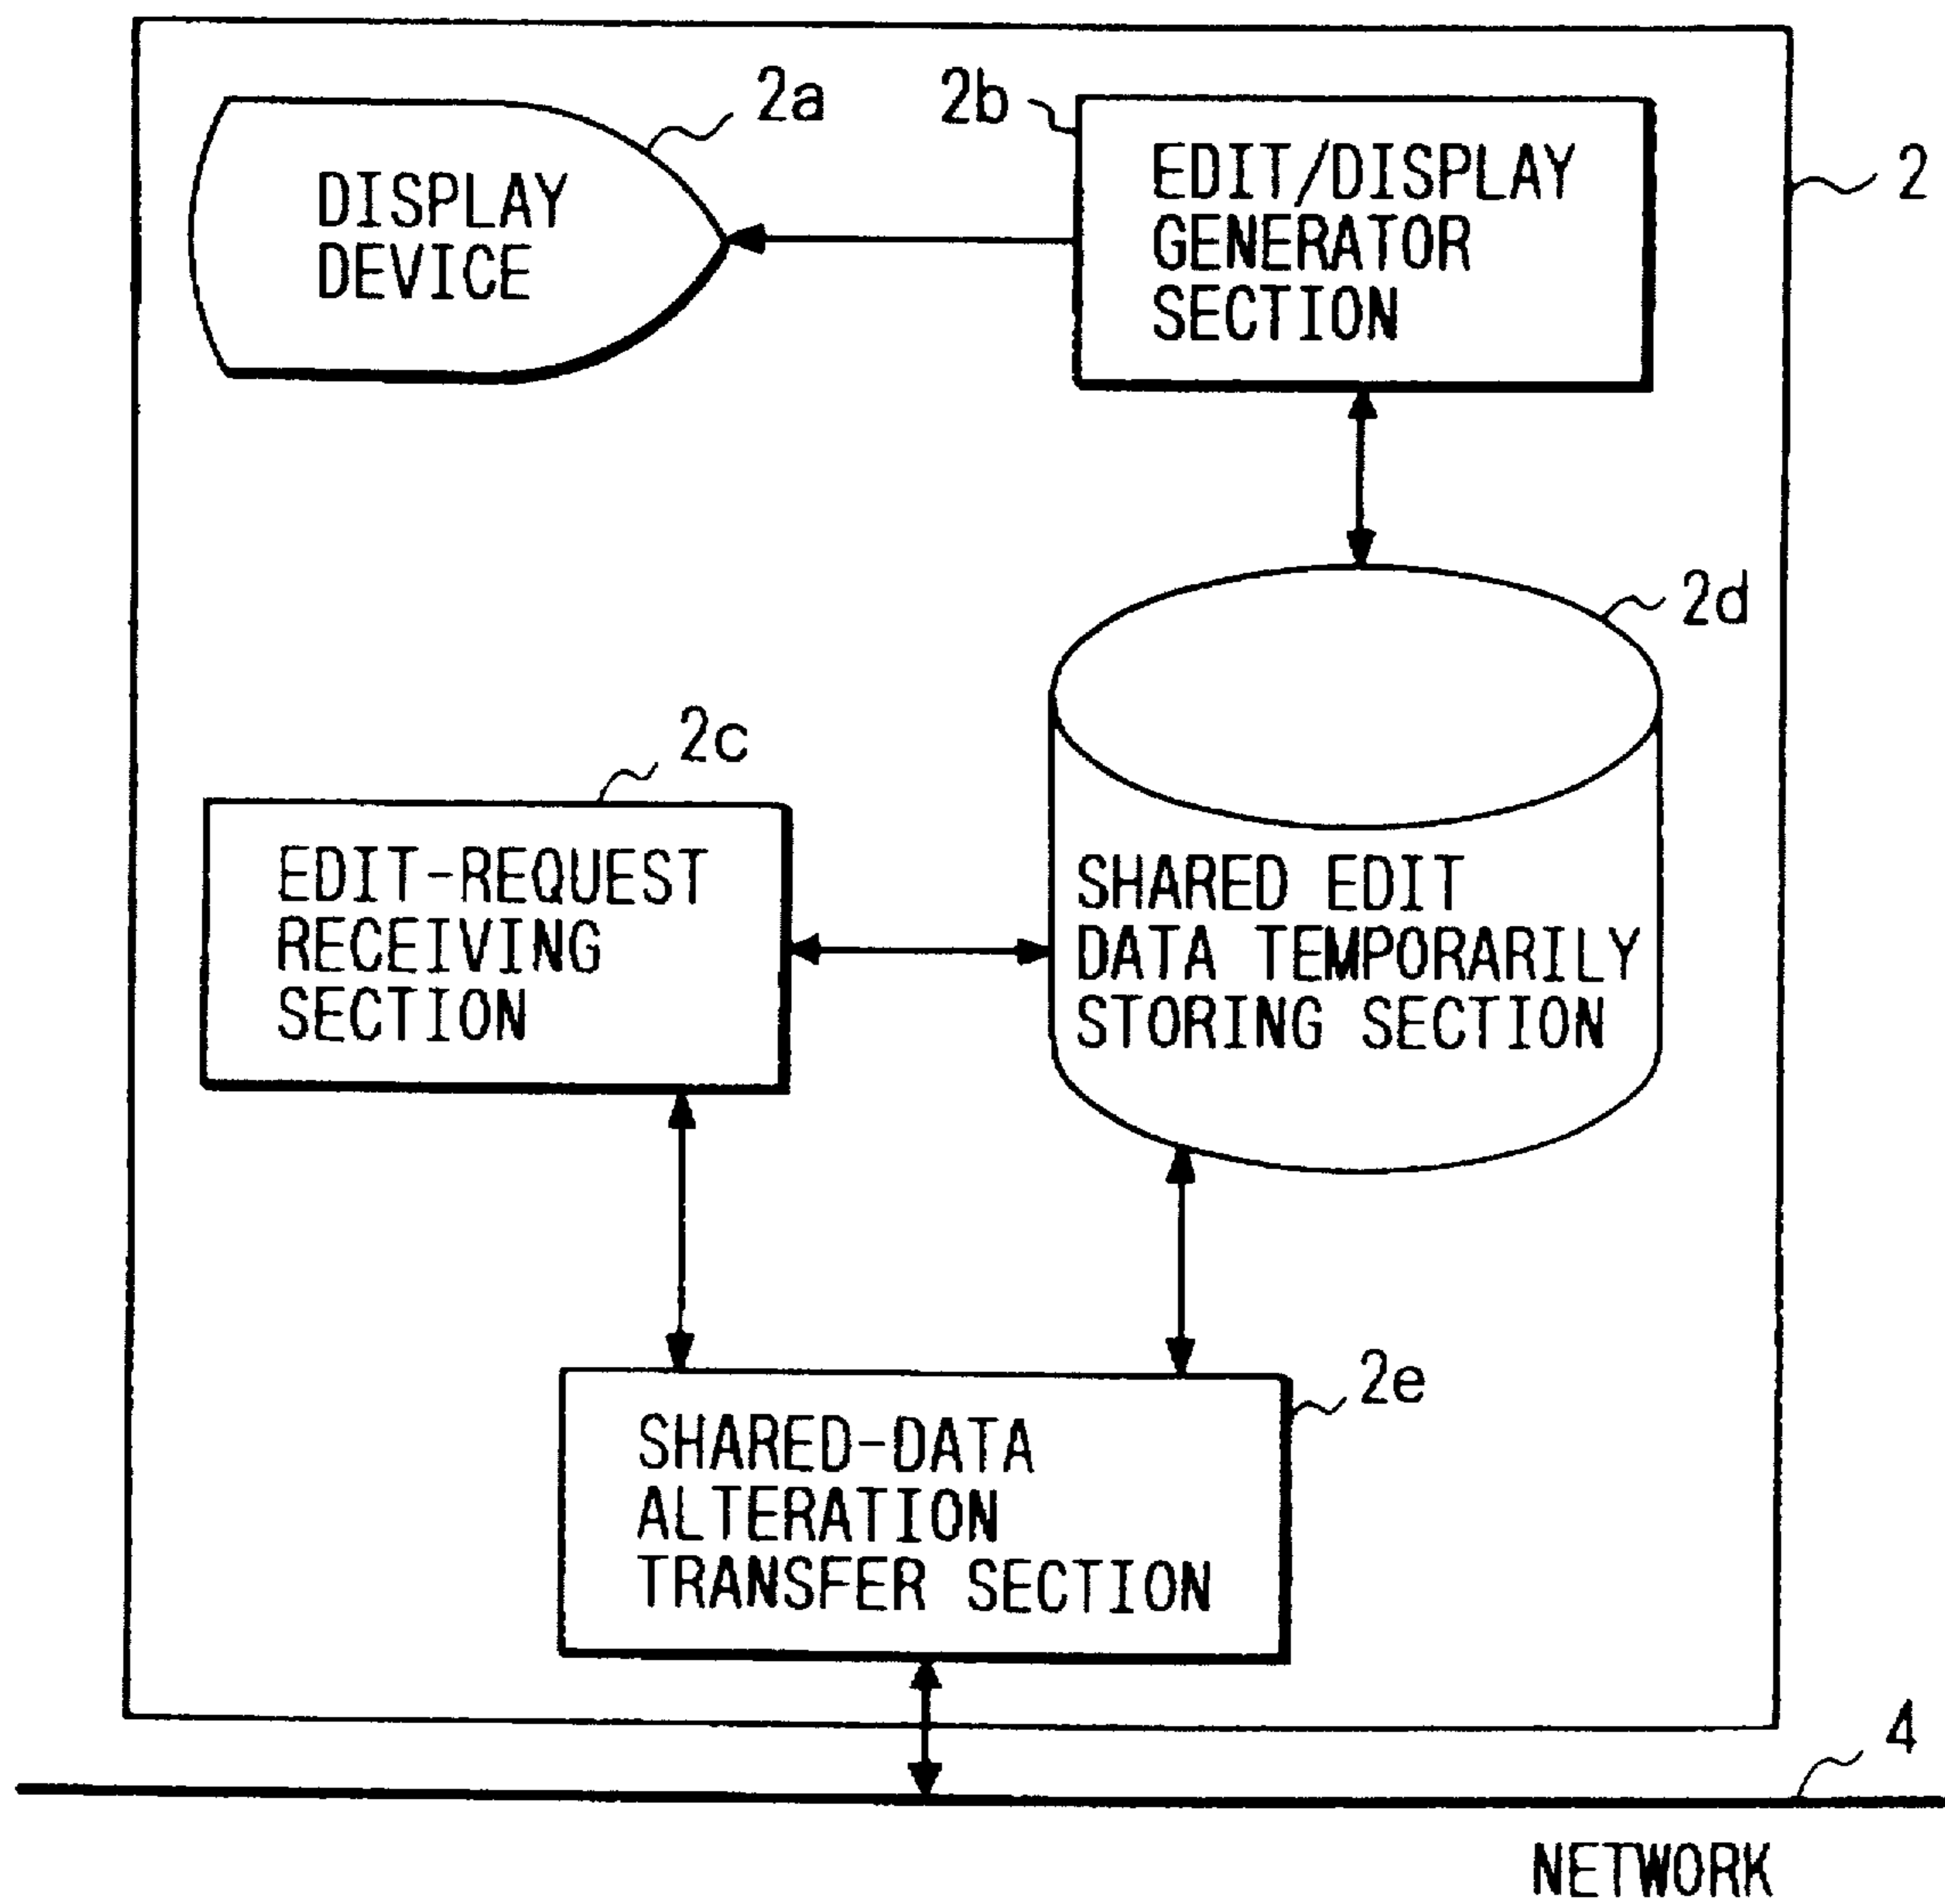 2a
2b
2
DISPLAY
DEVICE
EDIT/DISPLAY
GENERATOR
SECTION
2d
2c
EDIT-REQUEST
RECEIVING
SECTION
SHARED EDIT
DATA TEMPORARILY
STORING SECTION
2e
SHARED-DATA
ALTERATION
TRANSFER SECTION
4
NETWORK